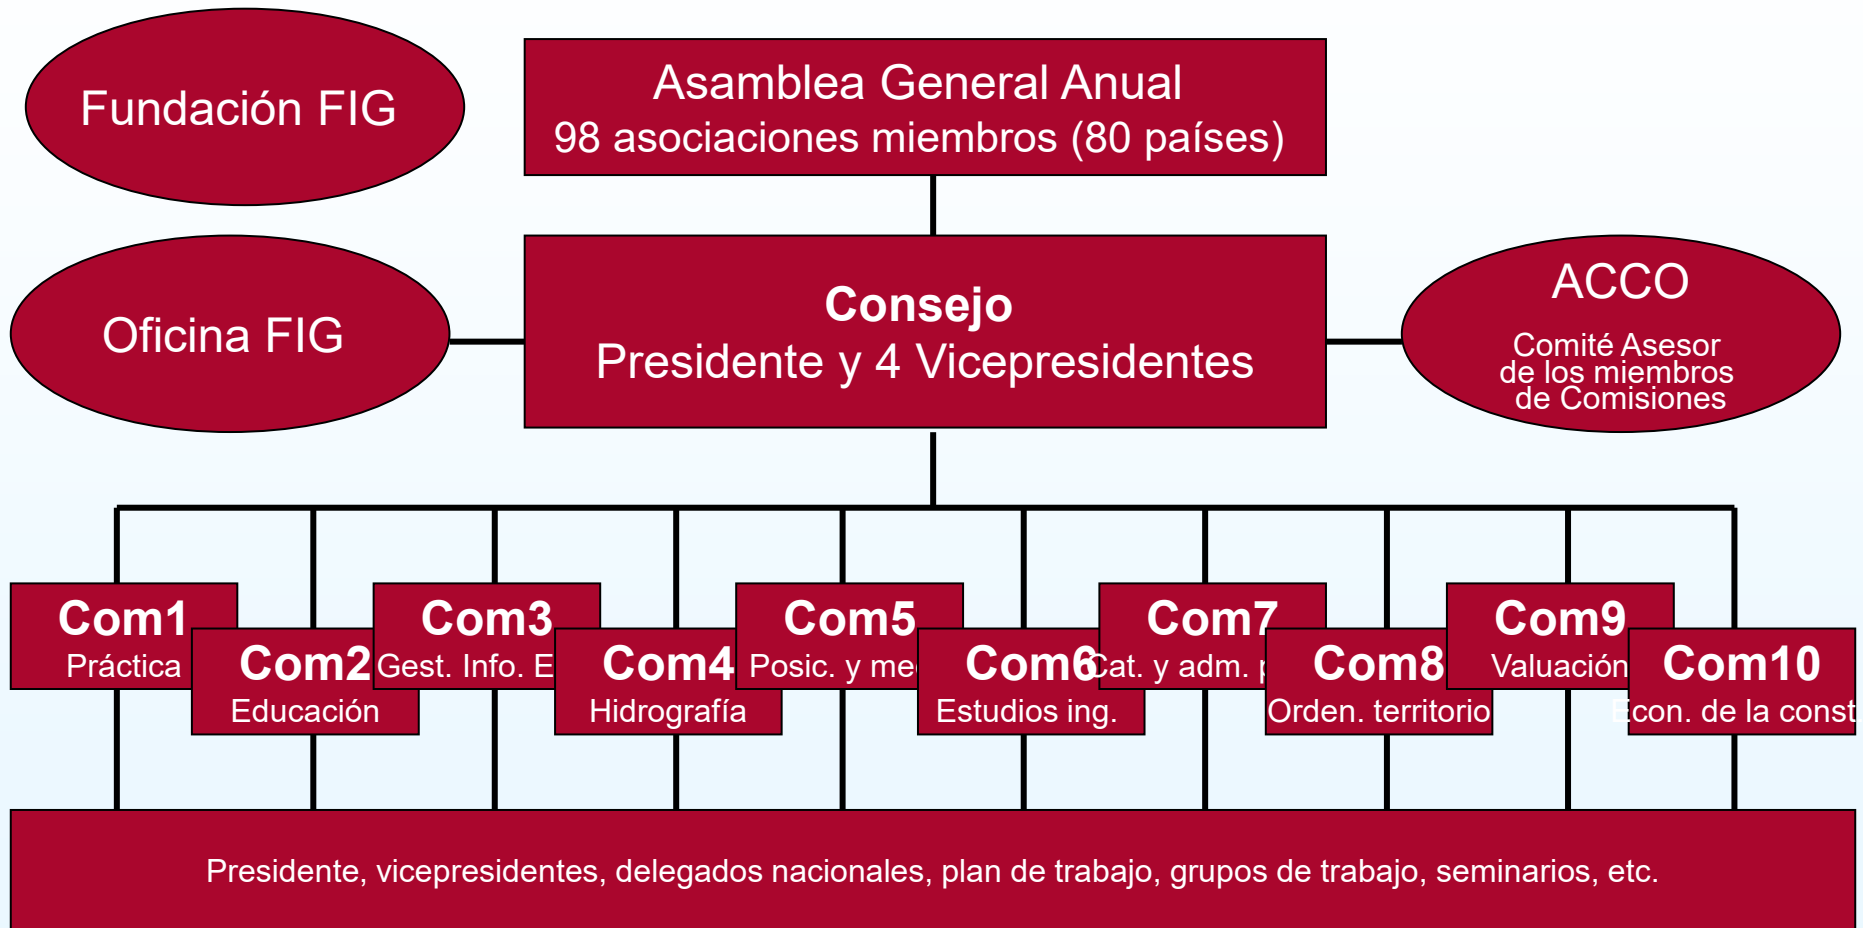 Fundación FIG
Asamblea General Anual
98 asociaciones miembros (80 países)
Oficina FIG
Consejo
Presidente y 4 Vicepresidentes
ACCO
Comité Asesor
de los miembros
de Comisiones
Com1
Práctica
Com2
Educación
Com3
Gest. Info.
Com4
Hidrografía
Com5
Posic. y
Com6
Estudios ing.
Com7
Cat. y adm.
Com8
Orden. territorio
Com9
Valuación
Com10
Econ. de la const.
Presidente, vicepresidentes, delegados nacionales, plan de trabajo, grupos de trabajo, seminarios, etc.